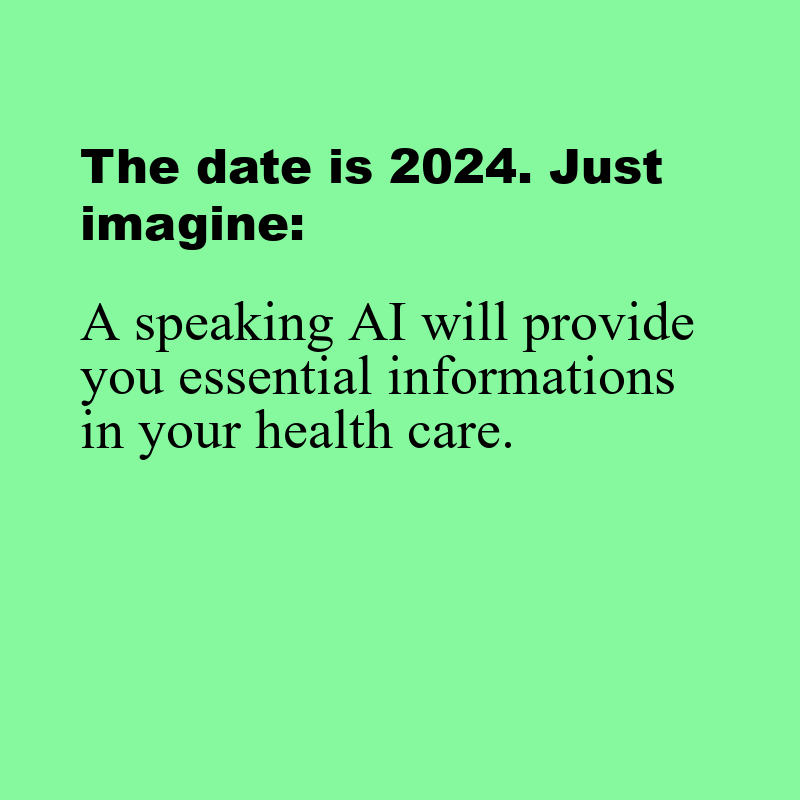 The date is 2024. Just
imagine:
A speaking AI will provide
you essential informations
in your health care.